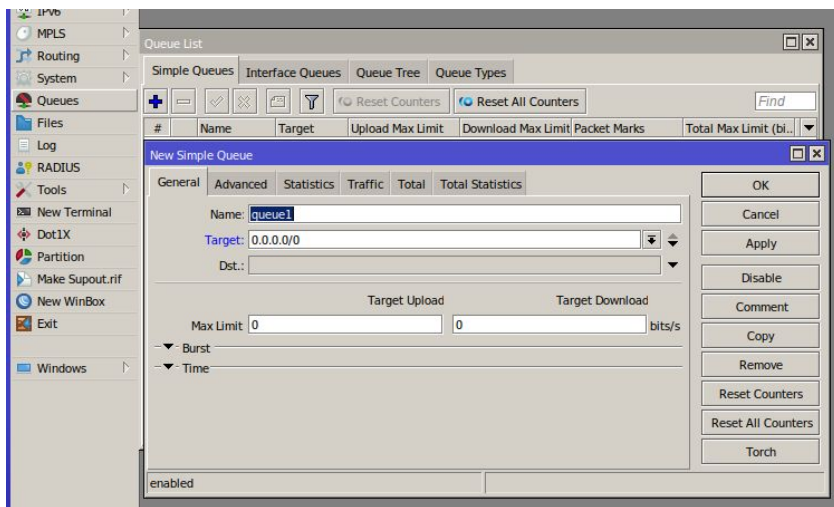 IPv6
MPLS
Routing
System
Queues
Files
Log
RADIUS
Tools
New Terminal
Dot1X
Partition
Make Supout.rif
New WinBox
Exit
Windows
Queue List
Simple Queues Interface Queues Queue Tree Queue Types
Reset Counters Reset All Counters Find
# Name Target Upload Max Limit Download Max Limit Packet Marks Total Max Limit (bi..
New Simple Queue
General Advanced Statistics Traffic Total Total Statistics
Name: queue1
Target: 0.0.0.0/0
Dst.:
Target Upload Target Download
Max Limit 0 0 bits/s
Burst
Time
OK
Cancel
Apply
Disable
Comment
Copy
Remove
Reset Counters
Reset All Counters
Torch
enabled